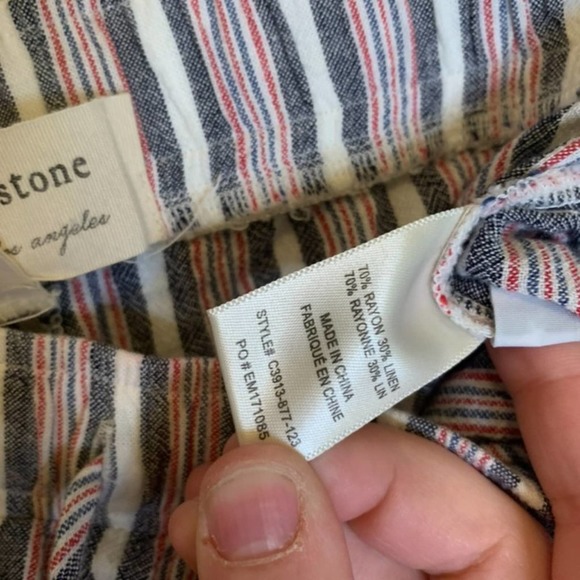 stone
angeles
70% RAYON 30% LINEN
70% RAYONNE 30% LIN
MADE IN CHINA
FABRIQUE EN CHINE
STYLE# C3913-877-123
PO#EM171085